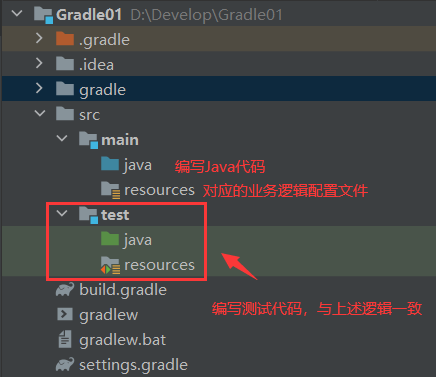 Gradle01 D:\Develop\Gradle01
.gradle
.idea
gradle
src
main
java 编写Java代码
resources 对应的业务逻辑配置文件
test
java
resources
编写测试代码，与上述逻辑一致
build.gradle
gradlew
gradlew.bat
settings.gradle